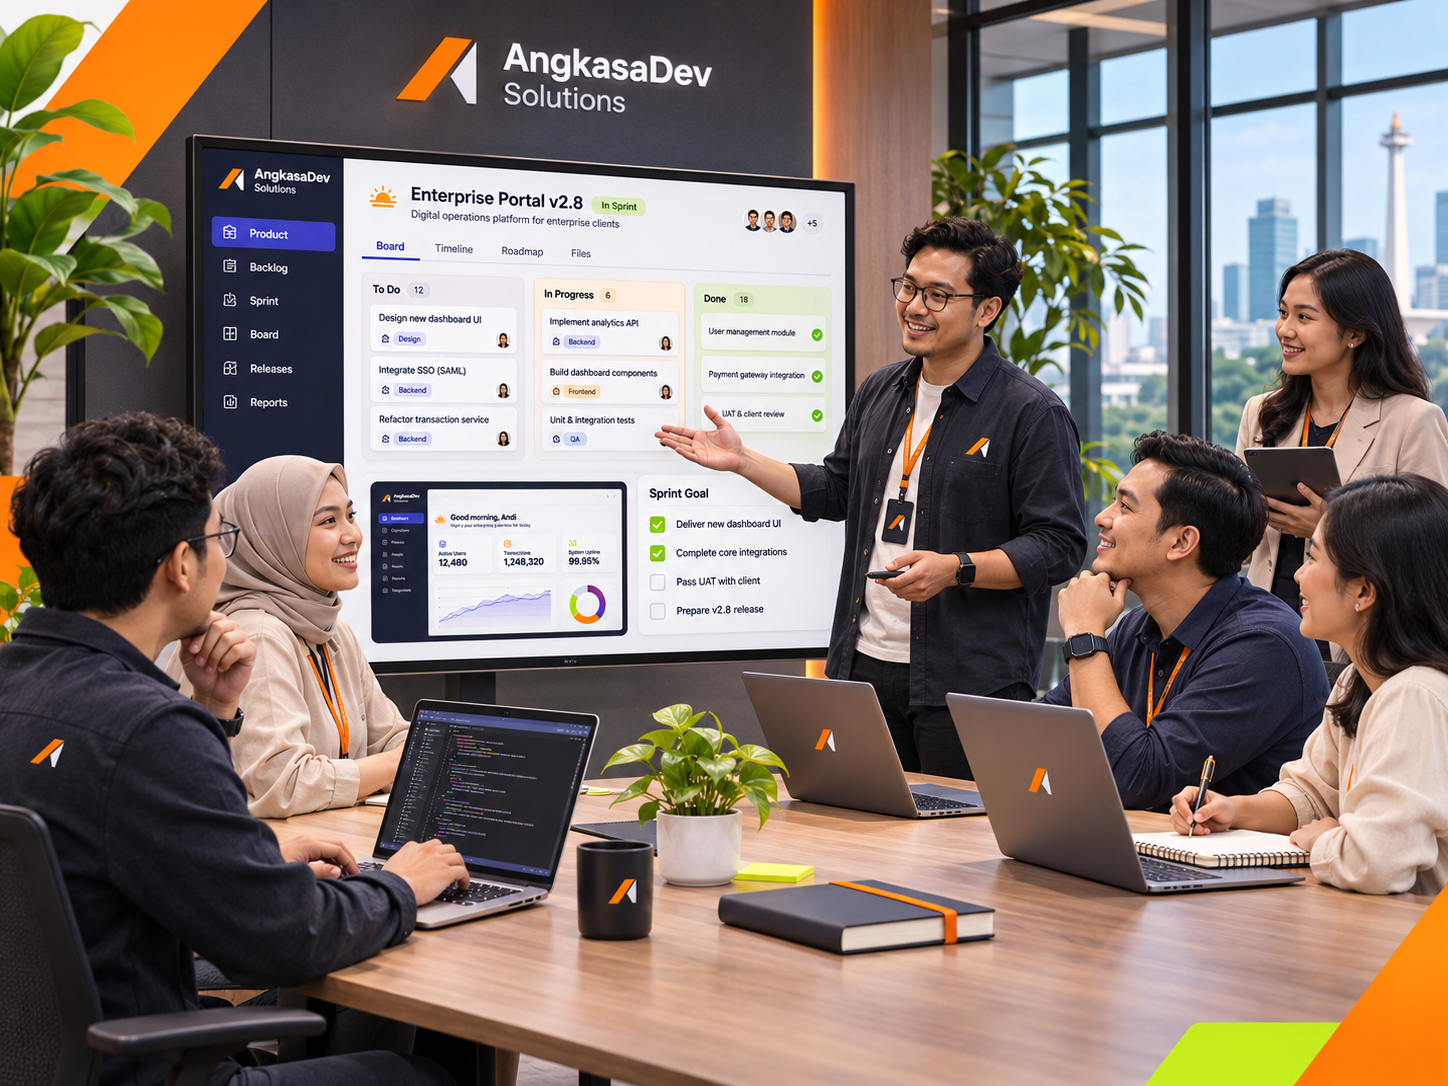 AngkasaDev
Solutions
AngkasaDev
Solutions
Product
Backlog
Sprint
Board
Releases
Reports
Enterprise Portal v2.8
In Sprint
Digital operations platform for enterprise clients
+5
Board
Timeline
Roadmap
Files
To Do 12
Design new dashboard UI
Design
Integrate SSO (SAML)
Backend
Refactor transaction service
Backend
In Progress 6
Implement analytics API
Backend
Build dashboard components
Frontend
Unit & integration tests
QA
Done 18
User management module
Payment gateway integration
UAT & client review
AngkasaDev
Solutions
Good morning, Andi
Active Users
12,480
Transactions
1,248,320
System Uptime
99.95%
Sprint Goal
Deliver new dashboard UI
Complete core integrations
Pass UAT with client
Prepare v2.8 release